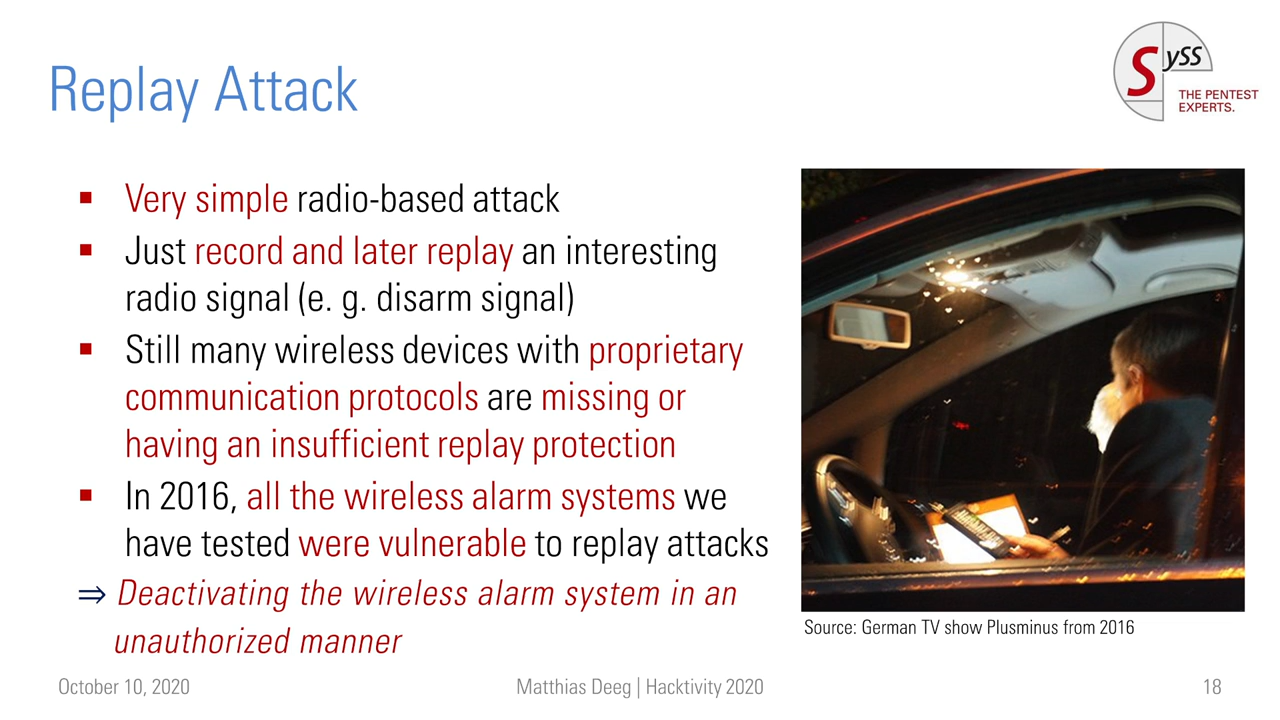 Replay Attack
Syss
THE PENTEST
EXPERTS.
▪ Very simple radio-based attack
▪ Just record and later replay an interesting
radio signal (e. g. disarm signal)
▪ Still many wireless devices with proprietary
communication protocols are missing or
having an insufficient replay protection
▪ In 2016, all the wireless alarm systems we
have tested were vulnerable to replay attacks
⇒ Deactivating the wireless alarm system in an
unauthorized manner
Source: German TV show Plusminus from 2016
October 10, 2020
Matthias Deeg | Hacktivity 2020
18